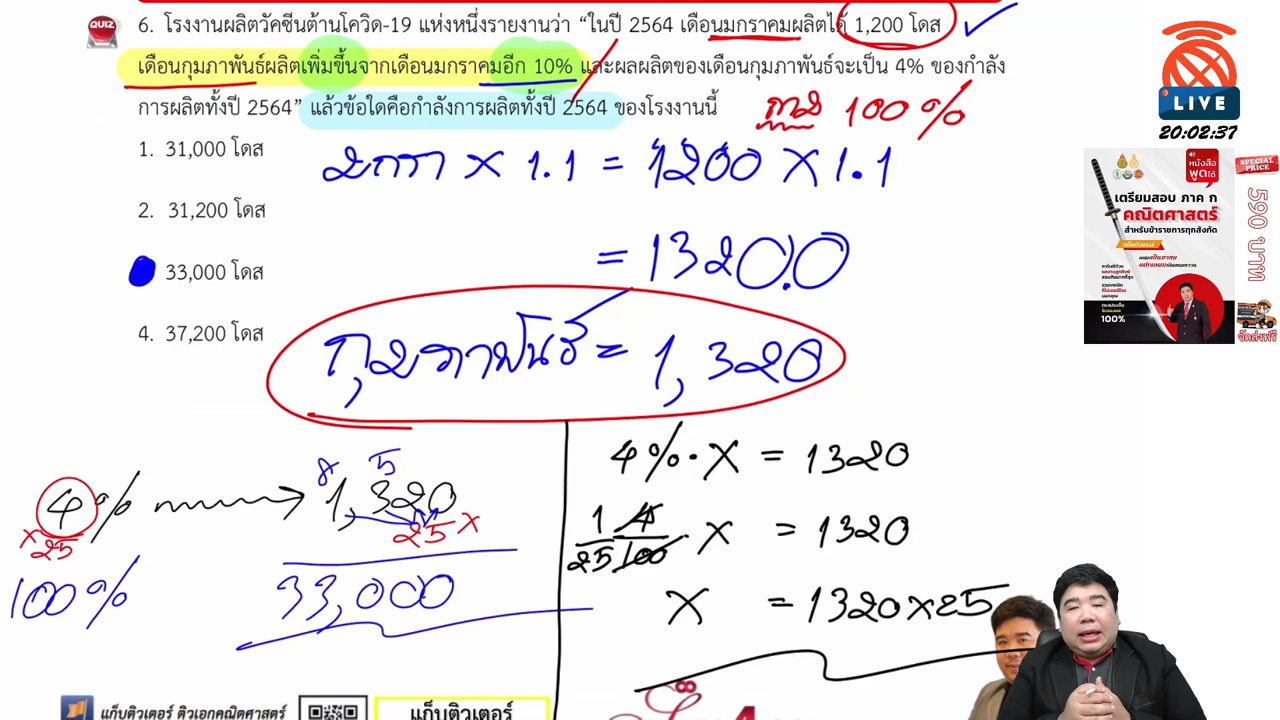 QUIZ
6. โรงงานผลิตวัคซีนต้านโควิด-19 แห่งหนึ่งรายงานว่า “ในปี 2564 เดือนมกราคมผลิตได้ 1,200 โดส
เดือนกุมภาพันธ์ผลิตเพิ่มขึ้นจากเดือนมกราคมอีก 10% และผลผลิตของเดือนกุมภาพันธ์จะเป็น 4% ของกำลัง
การผลิตทั้งปี 2564” แล้วข้อใดคือกำลังการผลิตทั้งปี 2564 ของโรงงานนี้
ถาม 100%
1. 31,000 โดส
2. 31,200 โดส
33,000 โดส
4. 37,200 โดส
มกรา × 1.1 = 1200 × 1.1
= 1320.0
กุมภาพันธ์ = 1,320
4% 1,320
×25 25×
100% 33,000
4%·X = 1320
1 4
25 100 · X = 1320
X = 1320×25
LIVE
20:02:37
หนังสือ
พูดได้
เตรียมสอบ ภาค ก
คณิตศาสตร์
สำหรับข้าราชการทุกสังกัด
100%
SPECIAL
PRICE
590 บาท
จัดส่งฟรี
แก็บติวเตอร์ ติวเอกคณิตศาสตร์
แก็บติวเตอร์